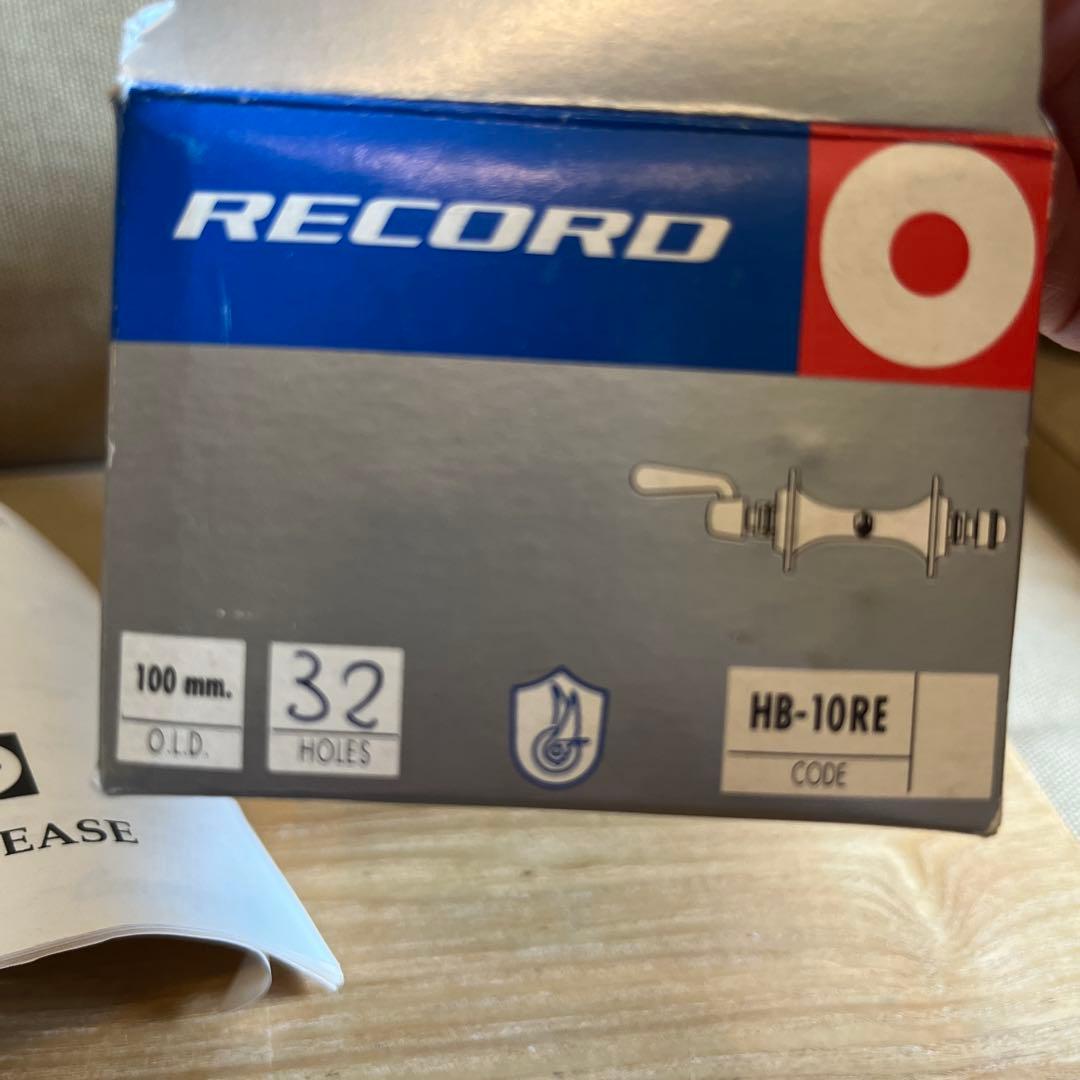 RECORD
100 mm.
O.L.D.
32
HOLES
HB-10RE
CODE
EASE